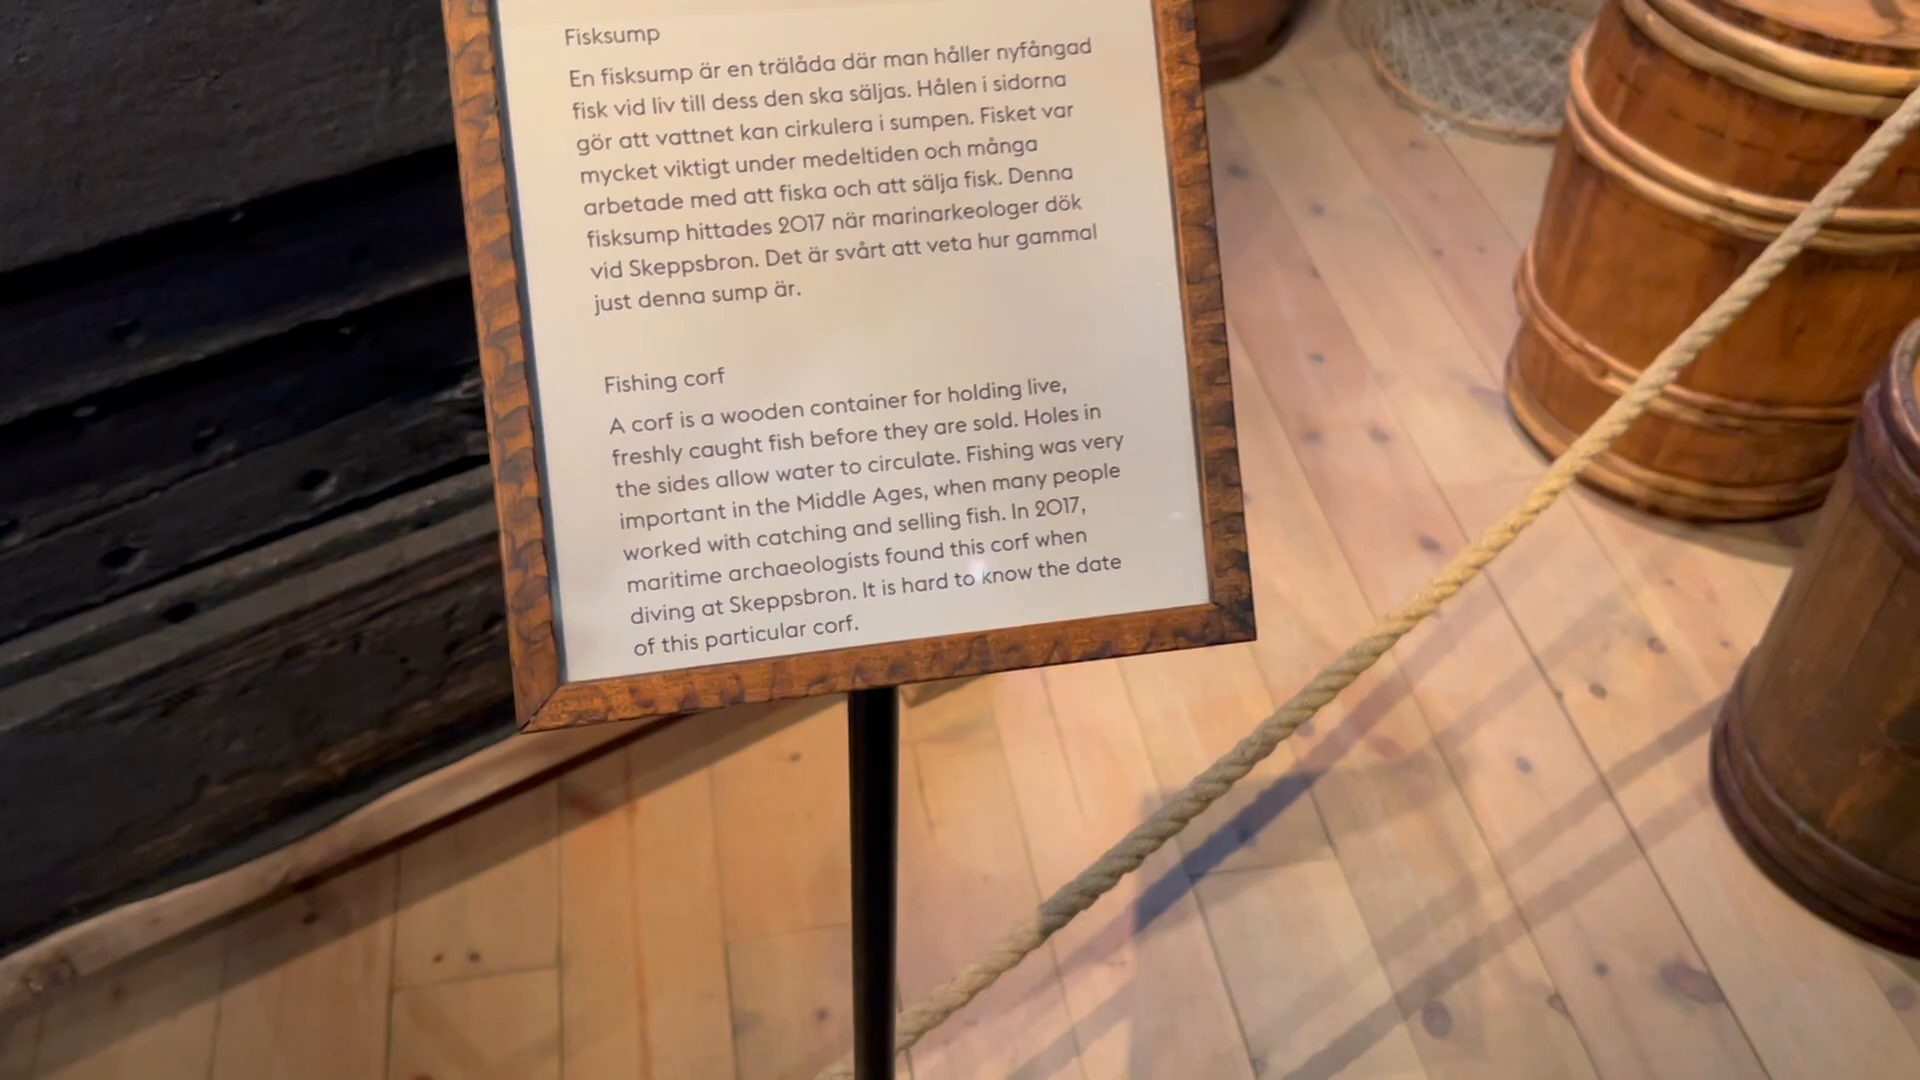 Fisksump
En fisksump är en trälåda där man håller nyfångad
fisk vid liv till dess den ska säljas. Hålen i sidorna
gör att vattnet kan cirkulera i sumpen. Fisket var
mycket viktigt under medeltiden och många
arbetade med att fiska och att sälja fisk. Denna
fisksump hittades 2017 när marinarkeologer dök
vid Skeppsbron. Det är svårt att veta hur gammal
just denna sump är.
Fishing corf
A corf is a wooden container for holding live,
freshly caught fish before they are sold. Holes in
the sides allow water to circulate. Fishing was very
important in the Middle Ages, when many people
worked with catching and selling fish. In 2017,
maritime archaeologists found this corf when
diving at Skeppsbron. It is hard to know the date
of this particular corf.